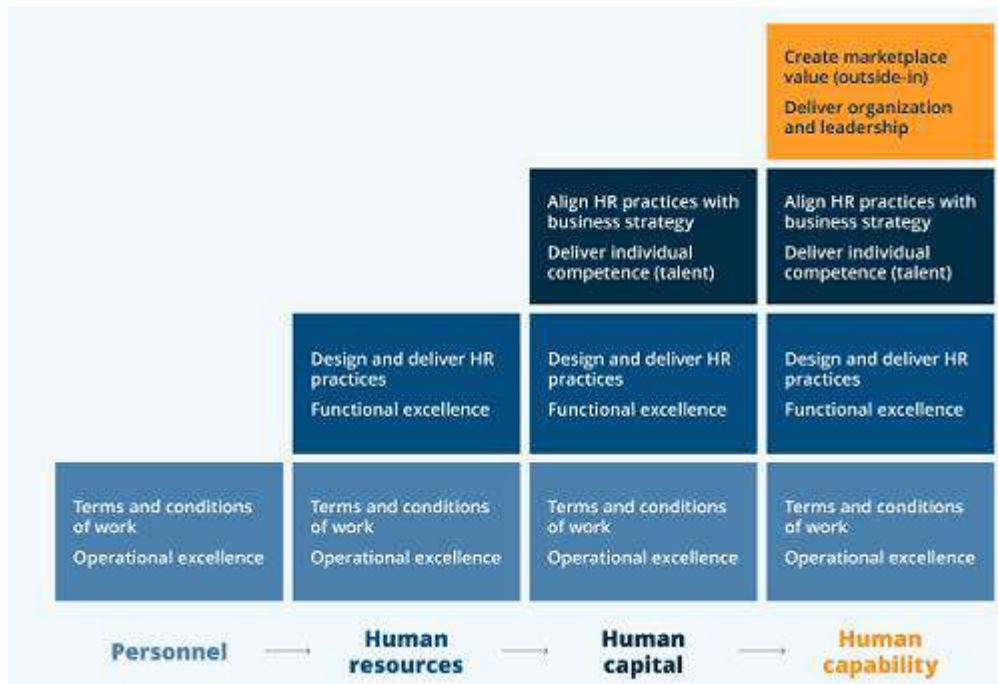 Create marketplace
value (outside-in)
Deliver organization
and leadership
Align HR practices with
business strategy
Deliver individual
competence (talent)
Align HR practices with
business strategy
Deliver individual
competence (talent)
Design and deliver HR
practices
Functional excellence
Design and deliver HR
practices
Functional excellence
Design and deliver HR
practices
Functional excellence
Terms and conditions
of work
Operational excellence
Terms and conditions
of work
Operational excellence
Terms and conditions
of work
Operational excellence
Terms and conditions
of work
Operational excellence
Personnel
Human
resources
Human
capital
Human
capability